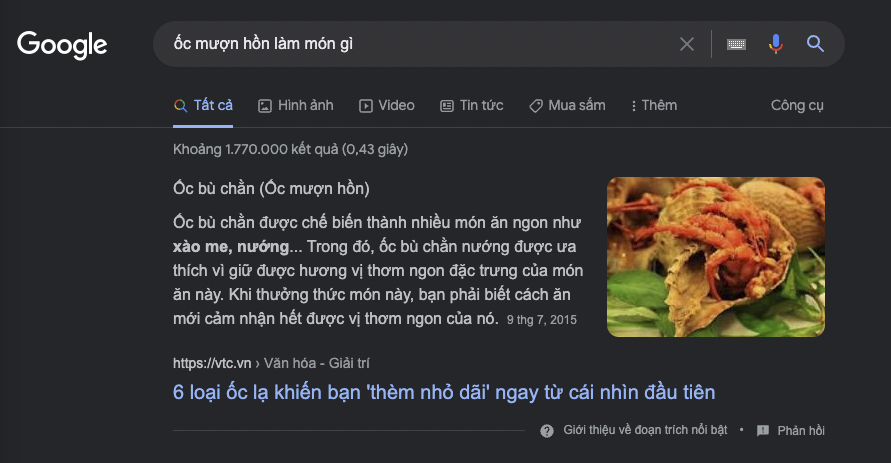 Google
ốc mượn hồn làm món gì
Tất cả
Hình ảnh
Video
Tin tức
Mua sắm
Thêm
Công cụ
Khoảng 1.770.000 kết quả (0,43 giây)
Ốc bù chằn (Ốc mượn hồn)
Ốc bù chằn được chế biến thành nhiều món ăn ngon như
xào me, nướng... Trong đó, ốc bù chằn nướng được ưa
thích vì giữ được hương vị thơm ngon đặc trưng của món
ăn này. Khi thưởng thức món này, bạn phải biết cách ăn
mới cảm nhận hết được vị thơm ngon của nó. 9 thg 7, 2015
https://vtc.vn › Văn hóa - Giải trí
6 loại ốc lạ khiến bạn 'thèm nhỏ dãi' ngay từ cái nhìn đầu tiên
Giới thiệu về đoạn trích nổi bật • Phản hồi